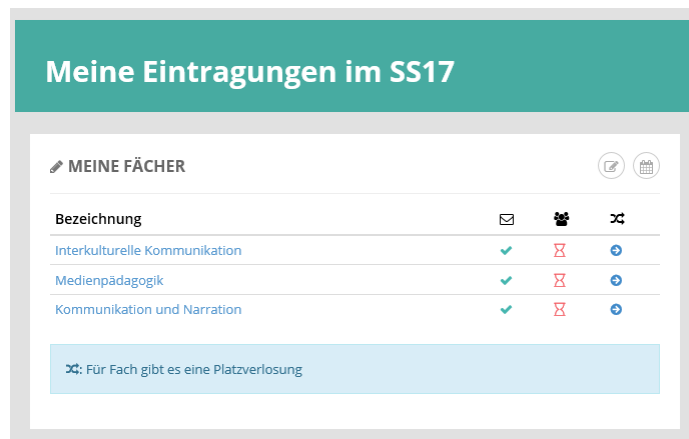 Meine Eintragungen im SS17
MEINE FÄCHER
Bezeichnung
Interkulturelle Kommunikation
Medienpädagogik
Kommunikation und Narration
: Für Fach gibt es eine Platzverlosung